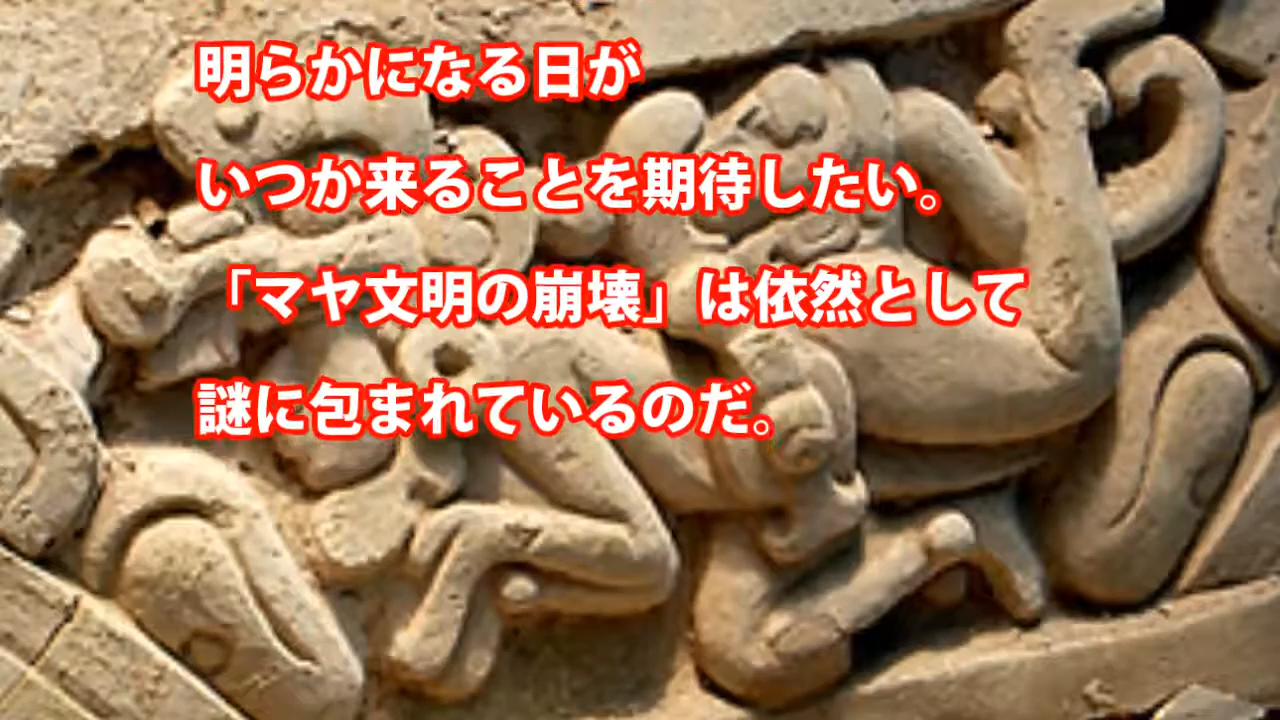 明らかになる日が
いつか来ることを期待したい。
「マヤ文明の崩壊」は依然として
謎に包まれているのだ。